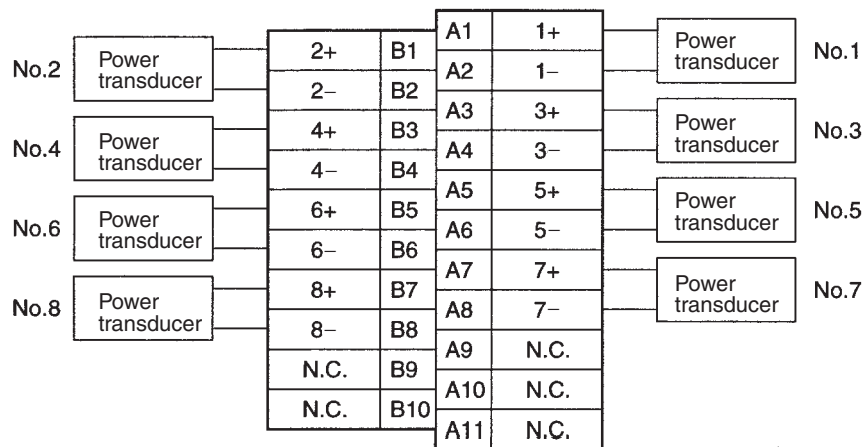 No.2
Power
transducer
2+ B1
2− B2
No.4
Power
transducer
4+ B3
4− B4
No.6
Power
transducer
6+ B5
6− B6
No.8
Power
transducer
8+ B7
8− B8
N.C. B9
N.C. B10
A1 1+
A2 1−
Power
transducer
No.1
A3 3+
A4 3−
Power
transducer
No.3
A5 5+
A6 5−
Power
transducer
No.5
A7 7+
A8 7−
Power
transducer
No.7
A9 N.C.
A10 N.C.
A11 N.C.